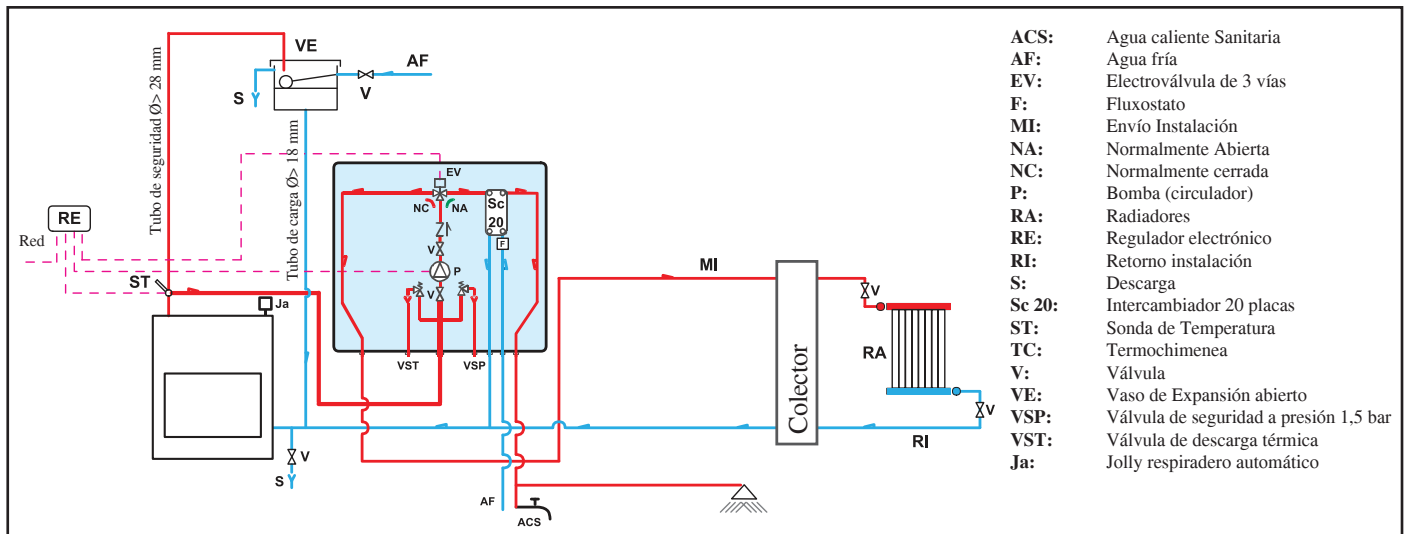 VE
AF
S
V
Tubo de seguridad Ø> 28 mm
Tubo de carga Ø> 18 mm
EV
NC
NA
Sc
20
F
V
P
V
VST
VSP
RE
Red
ST
Ja
MI
Colector
V
RA
V
RI
V
S
AF
ACS
ACS: Agua caliente Sanitaria
AF: Agua fría
EV: Electroválvula de 3 vías
F: Fluxostato
MI: Envío Instalación
NA: Normalmente Abierta
NC: Normalmente cerrada
P: Bomba (circulador)
RA: Radiadores
RE: Regulador electrónico
RI: Retorno instalación
S: Descarga
Sc 20: Intercambiador 20 placas
ST: Sonda de Temperatura
TC: Termochimenea
V: Válvula
VE: Vaso de Expansión abierto
VSP: Válvula de seguridad a presión 1,5 bar
VST: Válvula de descarga térmica
Ja: Jolly respiradero automático